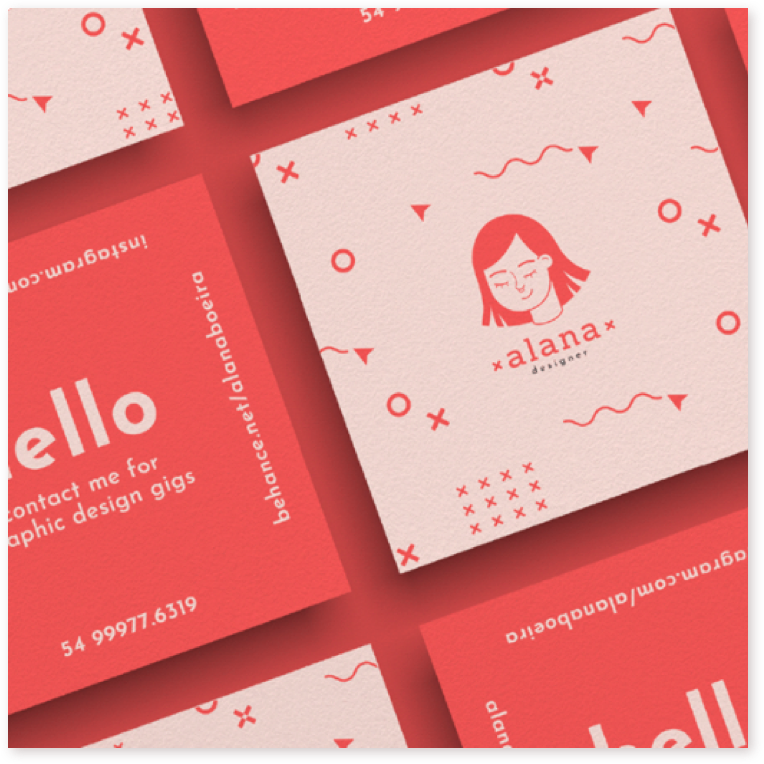 54
instagram.com
behance.net/alanaboeira
ello
contact me for
aphic design gigs
54 99977.6319
×alana×
designer
agram.com/alanaboeira
alan
hell